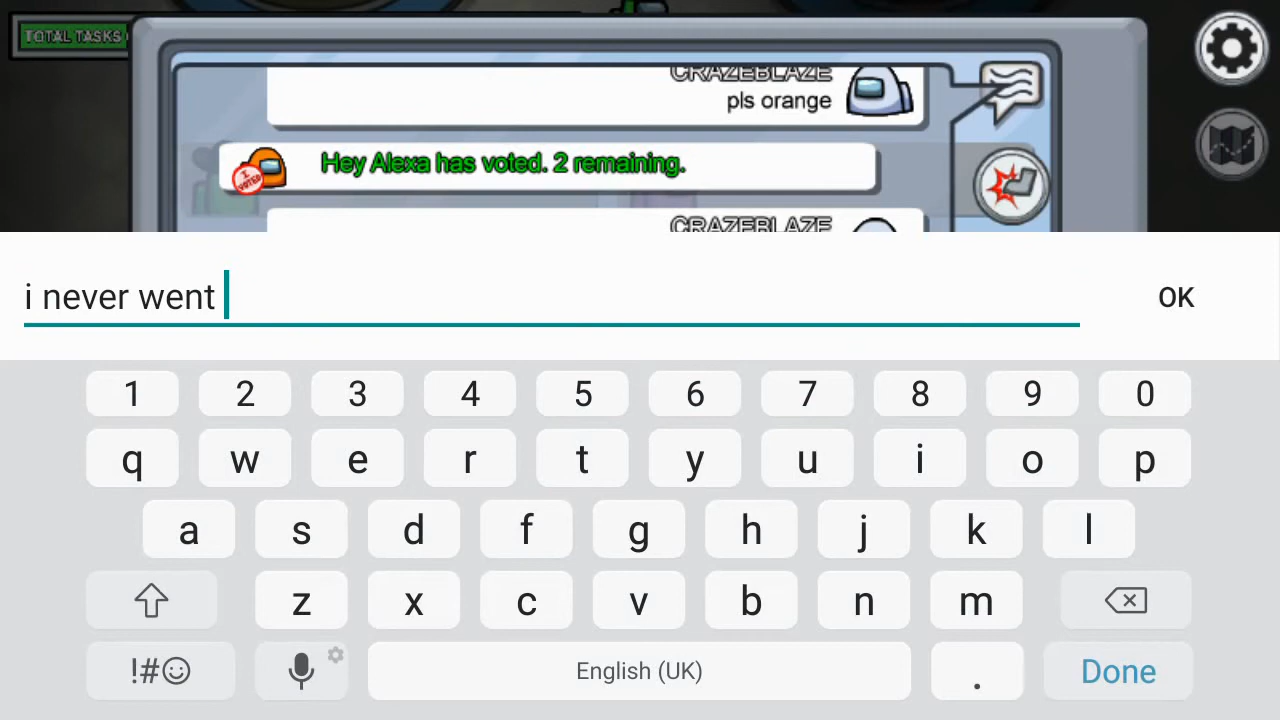 TOTAL TASKS
CRAZEBLAZE
pls orange
I VOTED
Hey Alexa has voted. 2 remaining.
CRAZEBLAZE
i never went
OK
1 2 3 4 5 6 7 8 9 0
q w e r t y u i o p
a s d f g h j k l
z x c v b n m
!#☺ English (UK) . Done